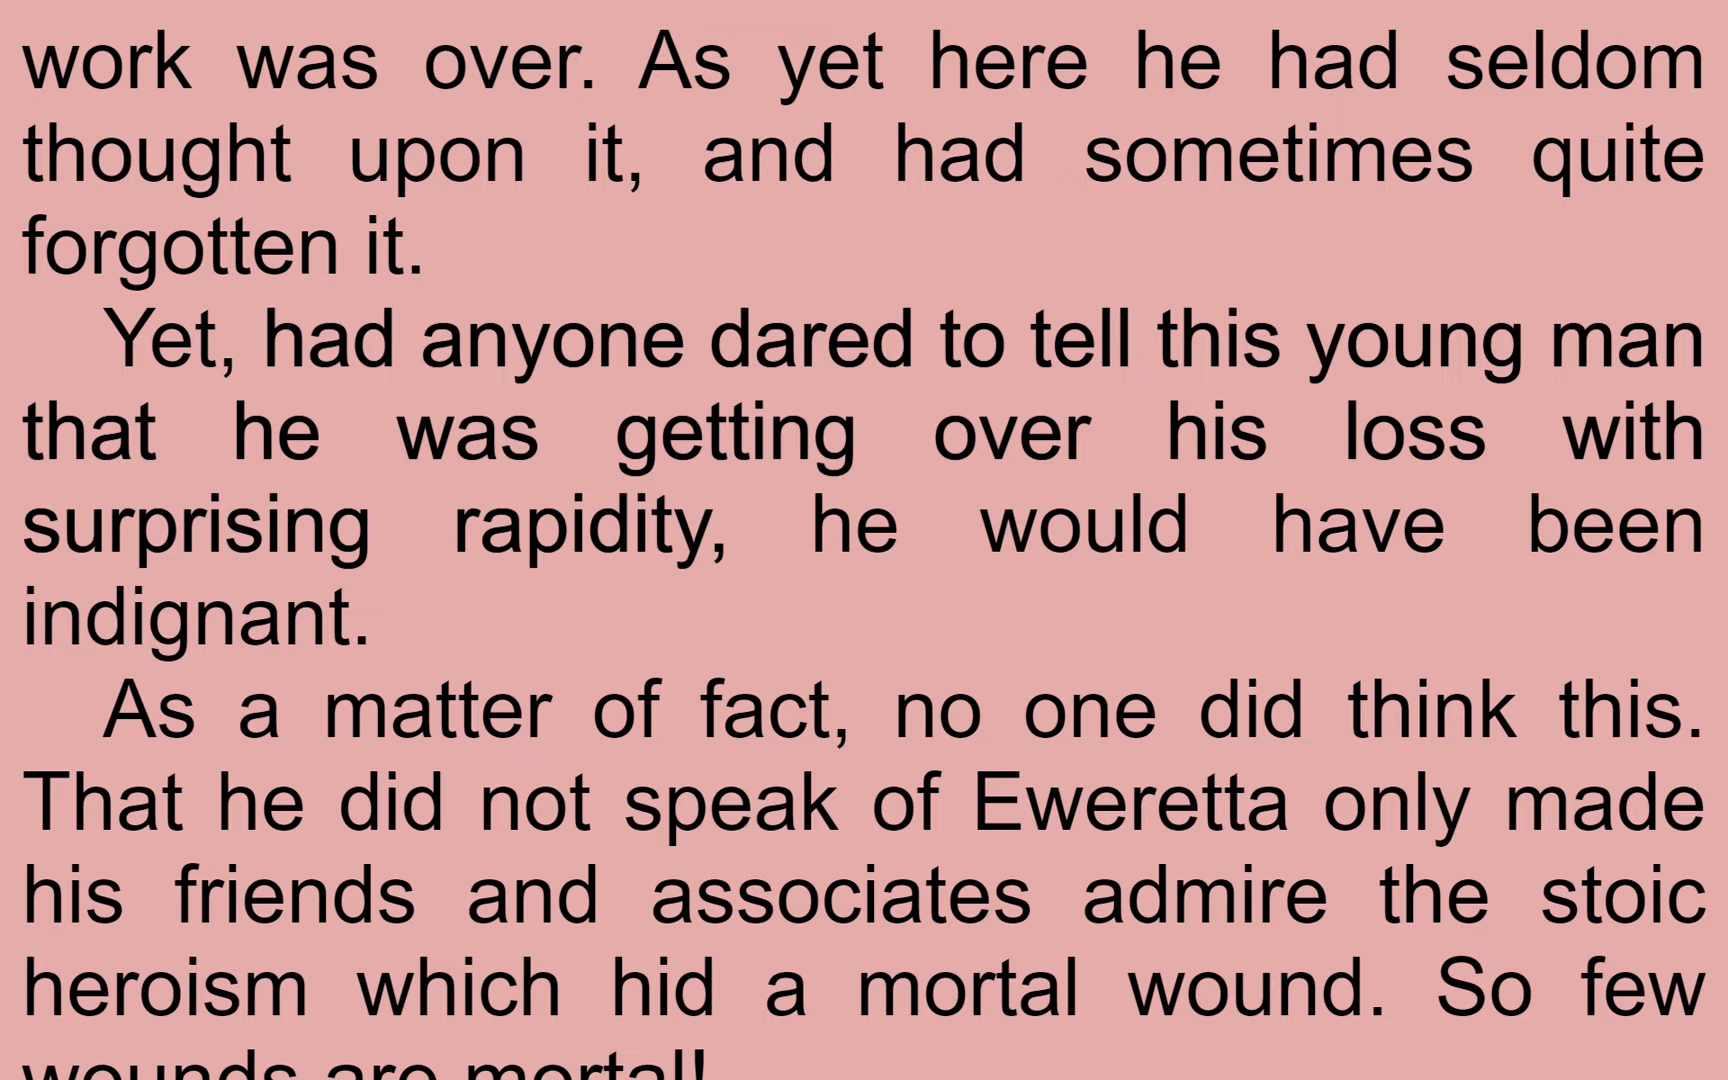 work was over. As yet here he had seldom
thought upon it, and had sometimes quite
forgotten it.
Yet, had anyone dared to tell this young man
that he was getting over his loss with
surprising rapidity, he would have been
indignant.
As a matter of fact, no one did think this.
That he did not speak of Eweretta only made
his friends and associates admire the stoic
heroism which hid a mortal wound. So few
wounds are mortal!